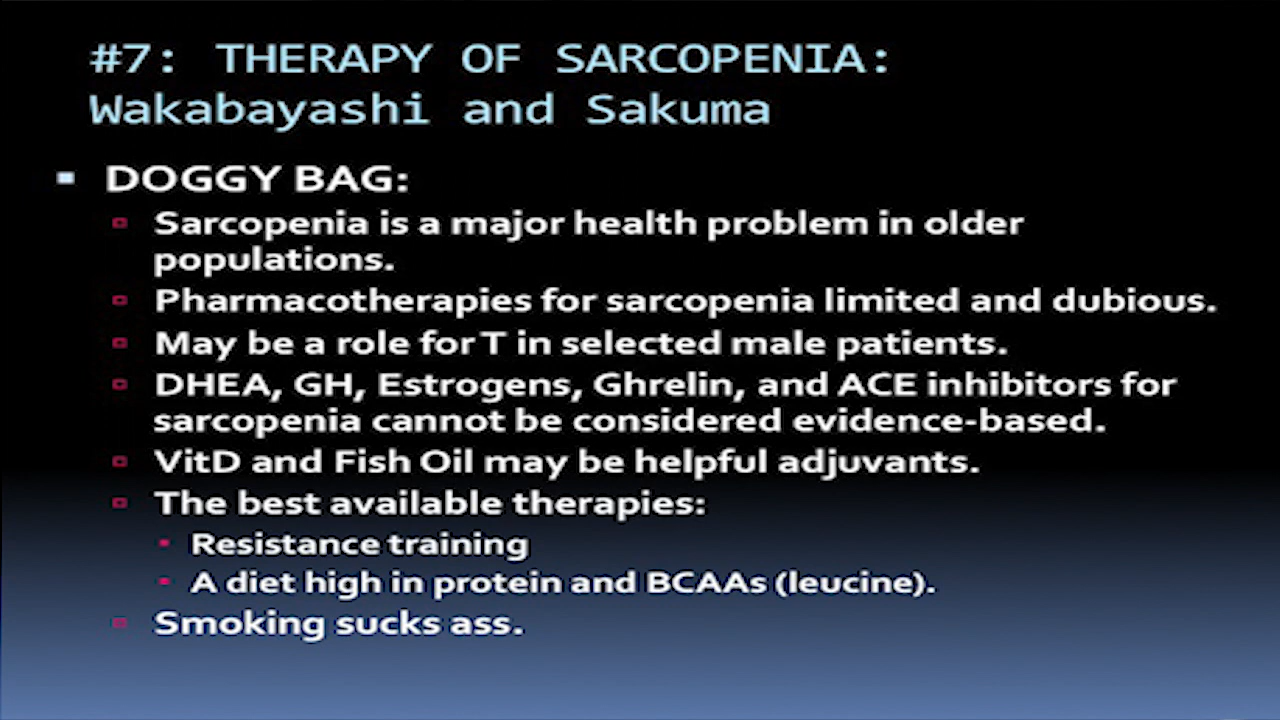 #7: THERAPY OF SARCOPENIA:
Wakabayashi and Sakuma
DOGGY BAG:
Sarcopenia is a major health problem in older
populations.
Pharmacotherapies for sarcopenia limited and dubious.
May be a role for T in selected male patients.
DHEA, GH, Estrogens, Ghrelin, and ACE inhibitors for
sarcopenia cannot be considered evidence-based.
VitD and Fish Oil may be helpful adjuvants.
The best available therapies:
Resistance training
A diet high in protein and BCAAs (leucine).
Smoking sucks ass.